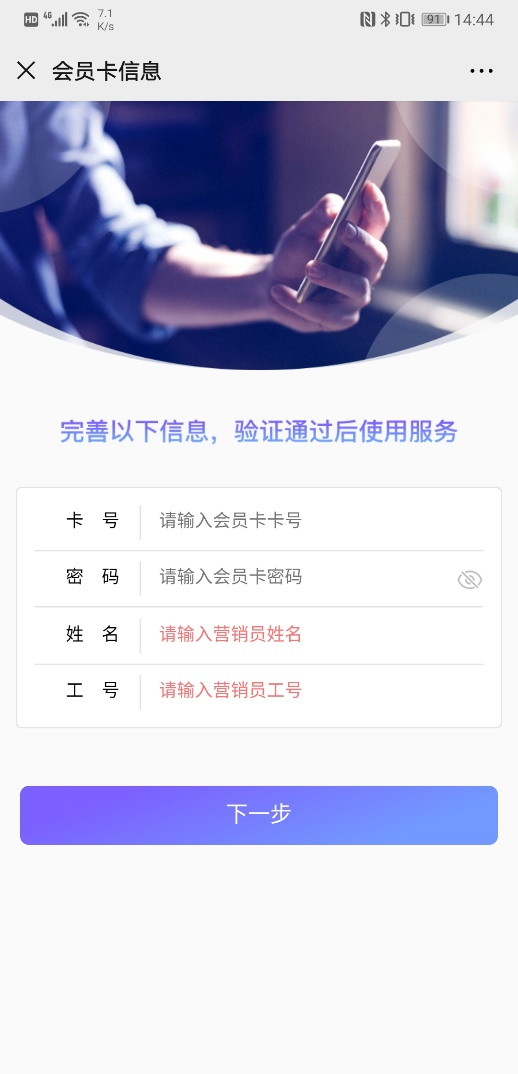 HD 4G 7.1 K/s 91 14:44
会员卡信息
完善以下信息，验证通过后使用服务
卡 号 请输入会员卡卡号
密 码 请输入会员卡密码
姓 名 请输入营销员姓名
工 号 请输入营销员工号
下一步